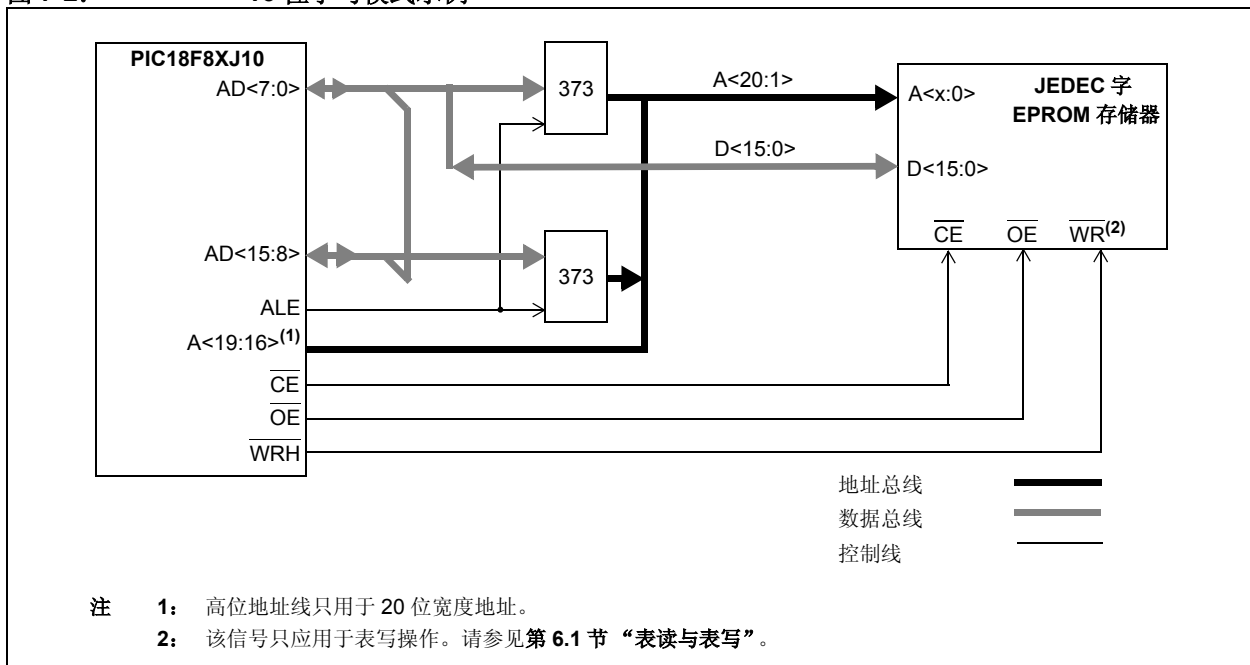 PIC18F8XJ10
AD<7:0>
373
A<20:1>
A<x:0>
JEDEC 字
EPROM 存储器
D<15:0>
D<15:0>
CE
OE
WR(2)
AD<15:8>
373
ALE
A<19:16>(1)
CE
OE
WRH
地址总线
数据总线
控制线
注 1： 高位地址线只用于 20 位宽度地址。
2： 该信号只应用于表写操作。请参见第 6.1 节 “表读与表写”。